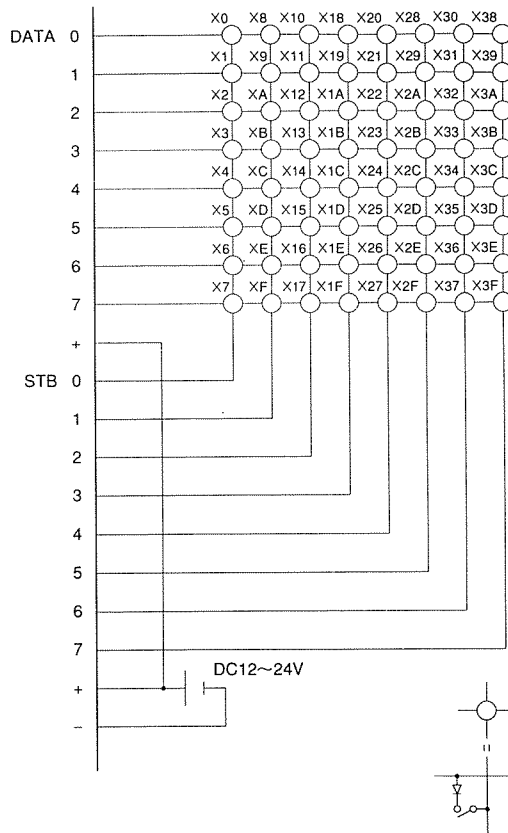 X0 X8 X10 X18 X20 X28 X30 X38
DATA 0
X1 X9 X11 X19 X21 X29 X31 X39
1
X2 XA X12 X1A X22 X2A X32 X3A
2
X3 XB X13 X1B X23 X2B X33 X3B
3
X4 XC X14 X1C X24 X2C X34 X3C
4
X5 XD X15 X1D X25 X2D X35 X3D
5
X6 XE X16 X1E X26 X2E X36 X3E
6
X7 XF X17 X1F X27 X2F X37 X3F
7
+
STB 0
1
2
3
4
5
6
7
DC12～24V
+
−